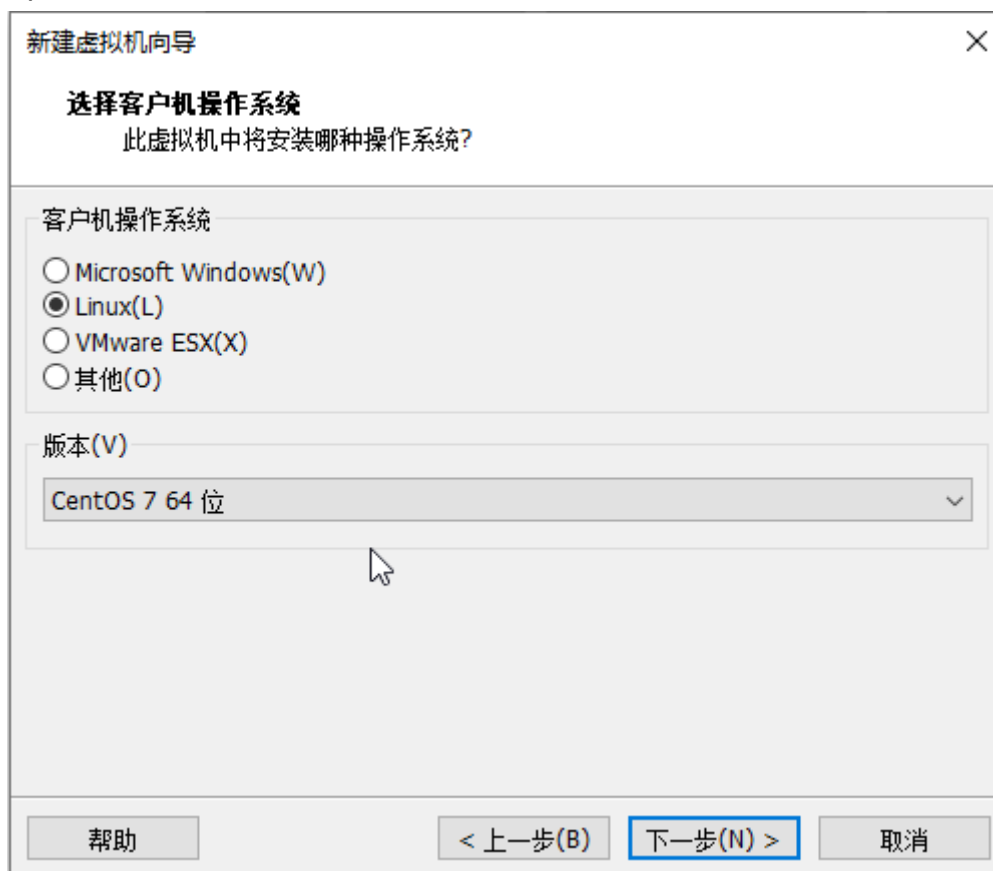 新建虚拟机向导
选择客户机操作系统
此虚拟机中将安装哪种操作系统?
客户机操作系统
Microsoft Windows(W)
Linux(L)
VMware ESX(X)
其他(O)
版本(V)
CentOS 7 64 位
帮助
< 上一步(B)
下一步(N) >
取消